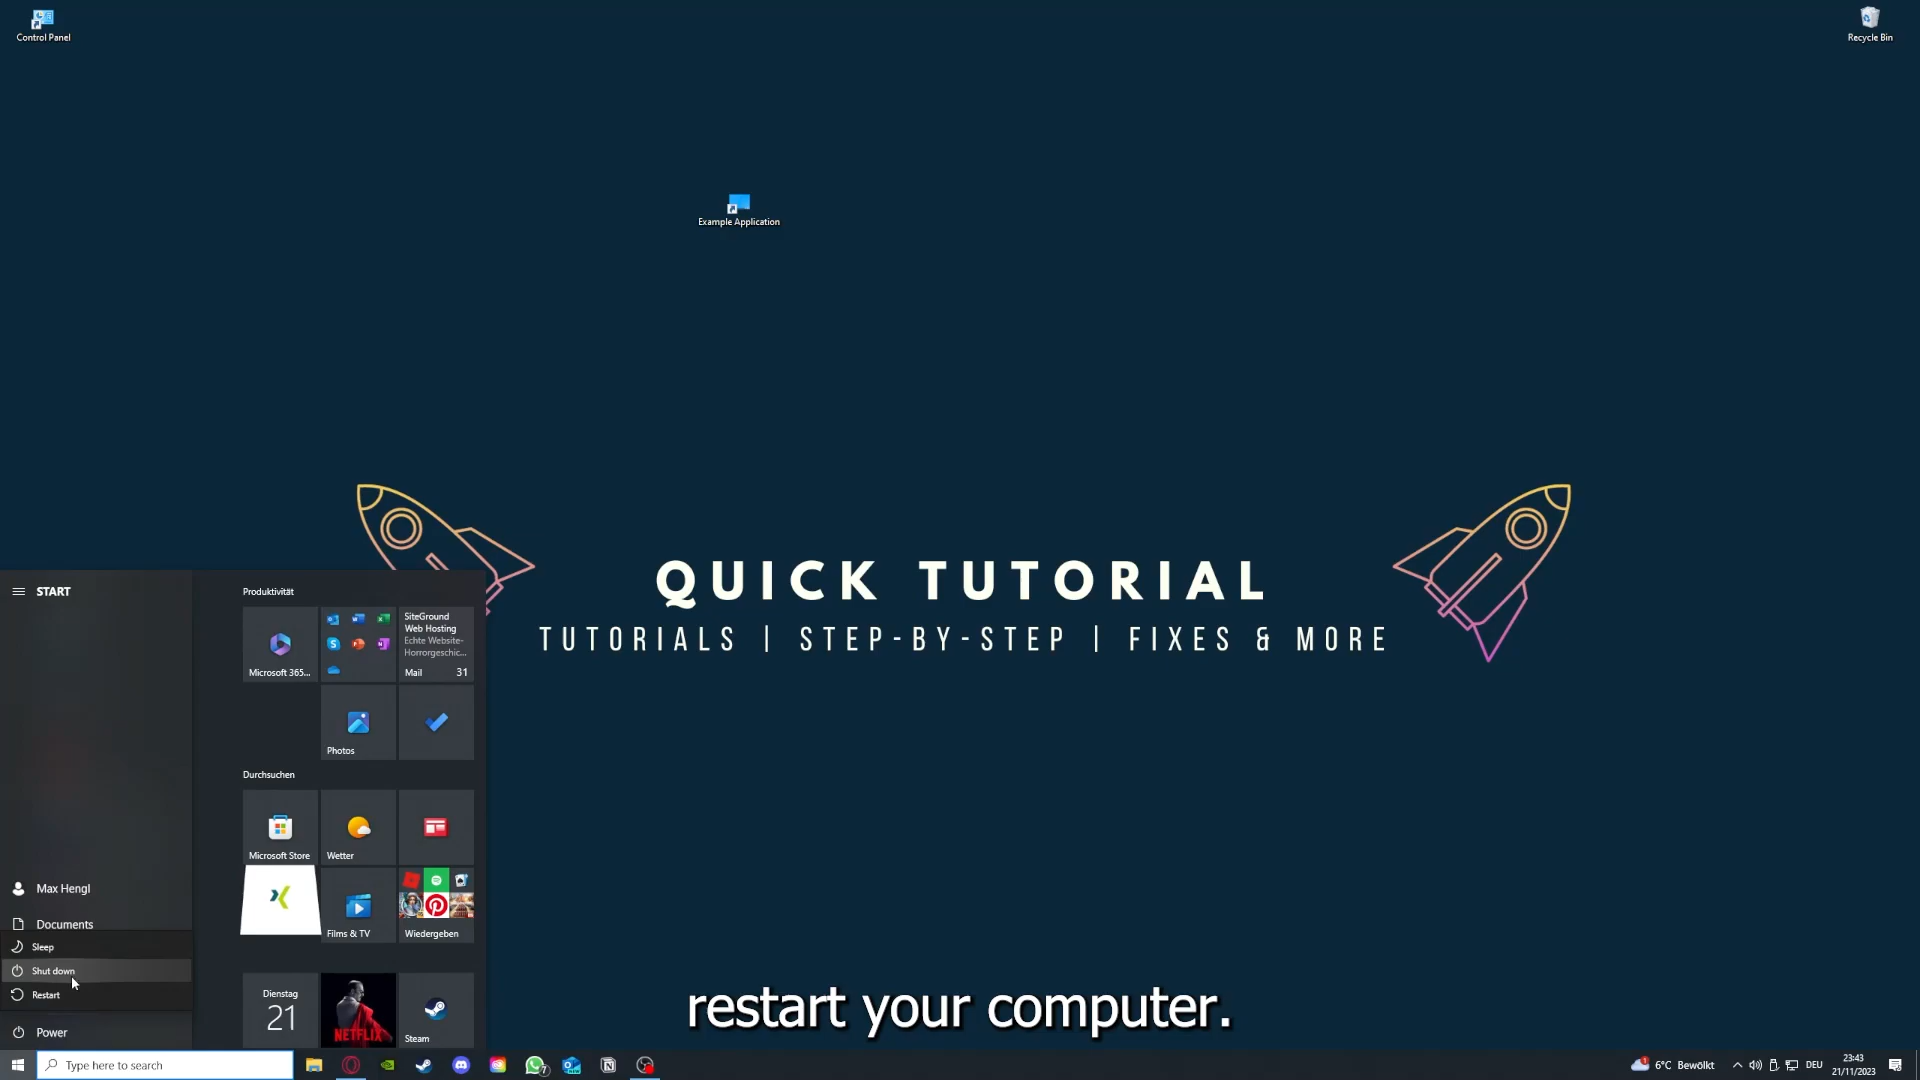 Control Panel
Recycle Bin
Example Application
QUICK TUTORIAL
TUTORIALS | STEP-BY-STEP | FIXES & MORE
START
Produktivität
SiteGround
Web Hosting
Echte Website-
Horrorgeschic...
Microsoft 365...
Mail 31
Photos
Durchsuchen
Microsoft Store
Wetter
Films & TV
Wiedergeben
Max Hengl
Documents
Sleep
Shut down
Restart
Power
Dienstag
21
NETFLIX
Steam
restart your computer.
Type here to search
7
1
6°C Bewölkt
DEU
23:43
21/11/2023